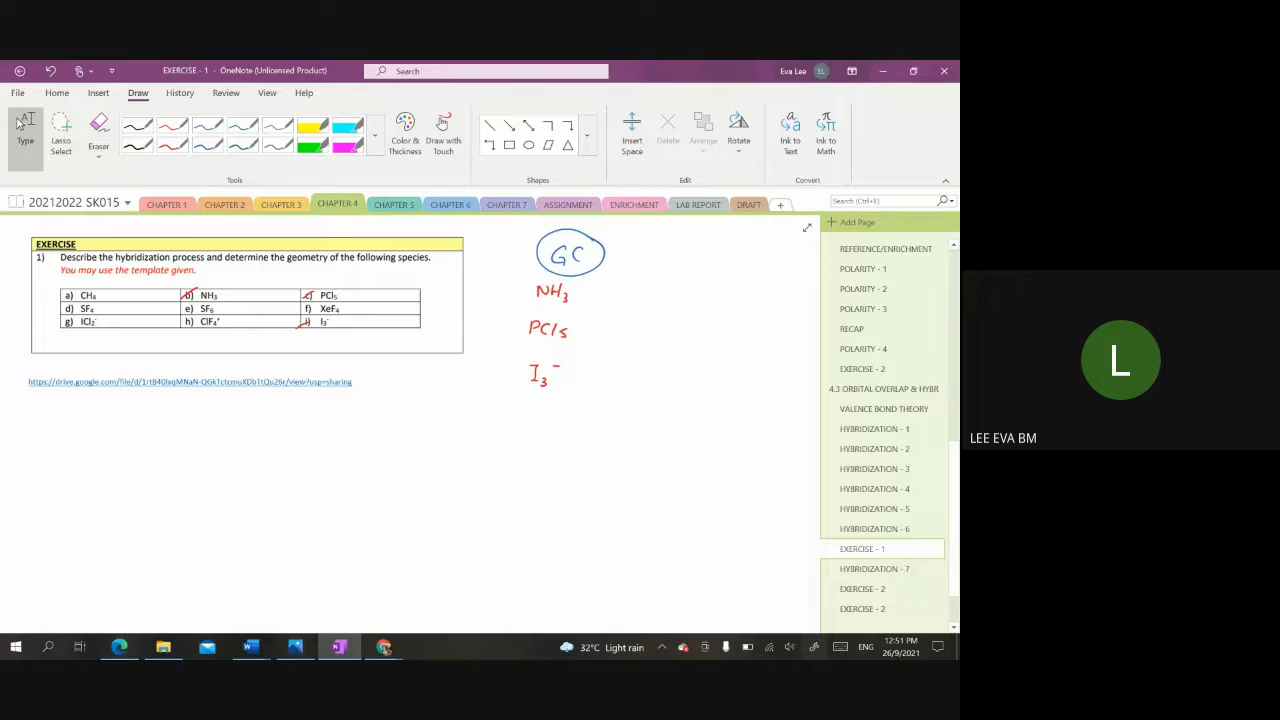 EXERCISE - 1 - OneNote (Unlicensed Product)
Search
Eva Lee EL
File Home Insert Draw History Review View Help
Type
Lasso Select
Eraser
Color & Thickness
Draw with Touch
Insert Space
Delete
Arrange
Rotate
Ink to Text
Ink to Math
Tools Shapes Edit Convert
20212022 SK015 CHAPTER 1 CHAPTER 2 CHAPTER 3 CHAPTER 4 CHAPTER 5 CHAPTER 6 CHAPTER 7 ASSIGNMENT ENRICHMENT LAB REPORT DRAFT + Search (Ctrl+E)
EXERCISE
1) Describe the hybridization process and determine the geometry of the following species.
You may use the template given.
a) CH₄ b) NH₃ c) PCl₅
d) SF₄ e) SF₆ f) XeF₄
g) ICl₂⁻ h) ClF₄⁺ i) I₃⁻
GC
NH₃
PCl₅
I₃⁻
Add Page
REFERENCE/ENRICHMENT
POLARITY - 1
POLARITY - 2
POLARITY - 3
RECAP
POLARITY - 4
EXERCISE - 2
4.3 ORBITAL OVERLAP & HYBR
VALENCE BOND THEORY
HYBRIDIZATION - 1
HYBRIDIZATION - 2
HYBRIDIZATION - 3
HYBRIDIZATION - 4
HYBRIDIZATION - 5
HYBRIDIZATION - 6
EXERCISE - 1
HYBRIDIZATION - 7
EXERCISE - 2
EXERCISE - 2
L
LEE EVA BM
32°C Light rain ENG 12:51 PM
26/9/2021